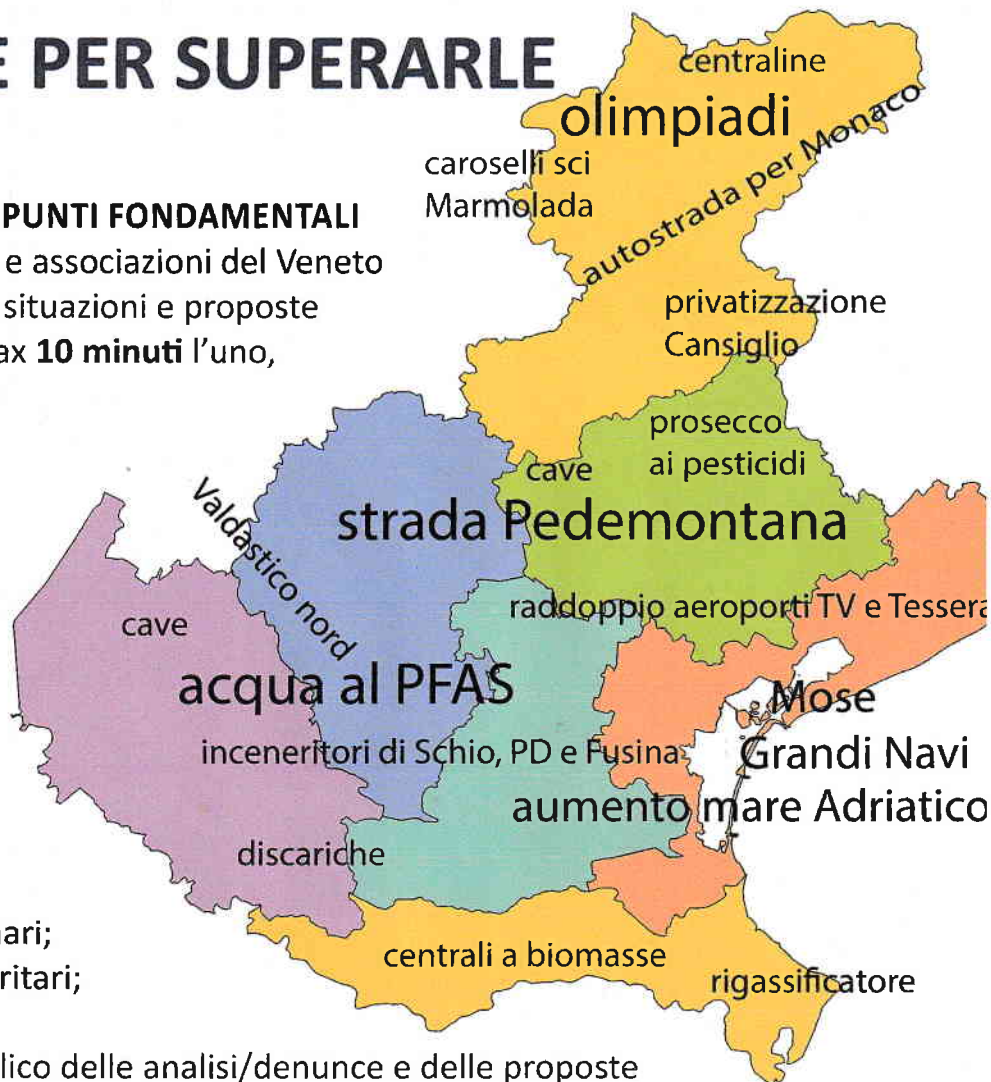 E PER SUPERARLE
centraline
olimpiadi
autostrada per Monaco
caroselli sci
Marmolada
PUNTI FONDAMENTALI
e associazioni del Veneto
situazioni e proposte
ax 10 minuti l'uno,
privatizzazione
Cansiglio
prosecco
ai pesticidi
cave
Valdastico nord
strada Pedemontana
raddoppio aeroporti TV e Tessera
cave
acqua al PFAS
Mose
inceneritori di Schio, PD e Fusina
Grandi Navi
aumento mare Adriatico
discariche
ari;
ritari;
centrali a biomasse
rigassificatore
lico delle analisi/denunce e delle proposte